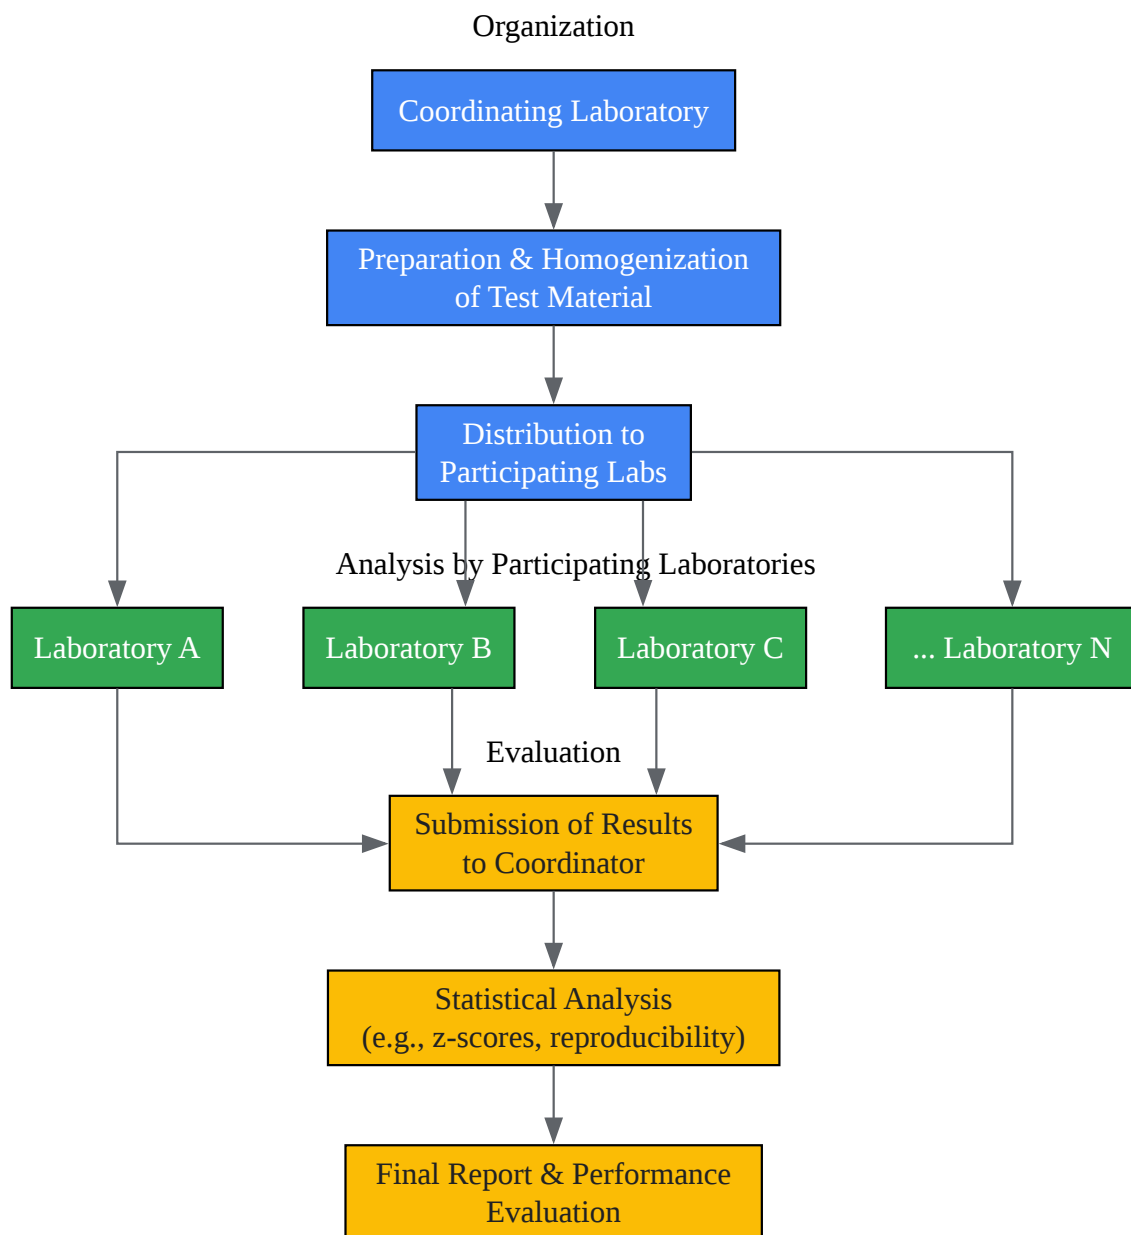 Organization
Coordinating Laboratory
Preparation & Homogenization
of Test Material
Distribution to
Participating Labs
Analysis by Participating Laboratories
Laboratory A
Laboratory B
Laboratory C
... Laboratory N
Evaluation
Submission of Results
to Coordinator
Statistical Analysis
(e.g., z-scores, reproducibility)
Final Report & Performance
Evaluation